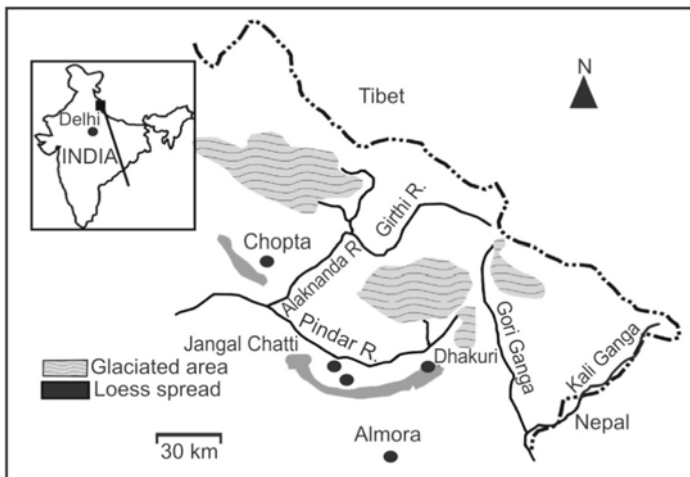 N
Tibet
Delhi
INDIA
Girthi R.
Chopta
Alaknanda R.
Pindar R.
Gori Ganga
Kali Ganga
Jangal Chatti
Dhakuri
Glaciated area
Loess spread
Nepal
30 km
Almora